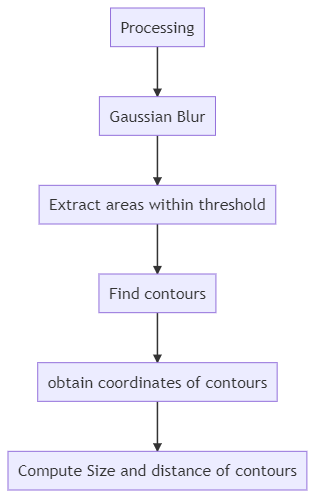 Processing
Gaussian Blur
Extract areas within threshold
Find contours
obtain coordinates of contours
Compute Size and distance of contours